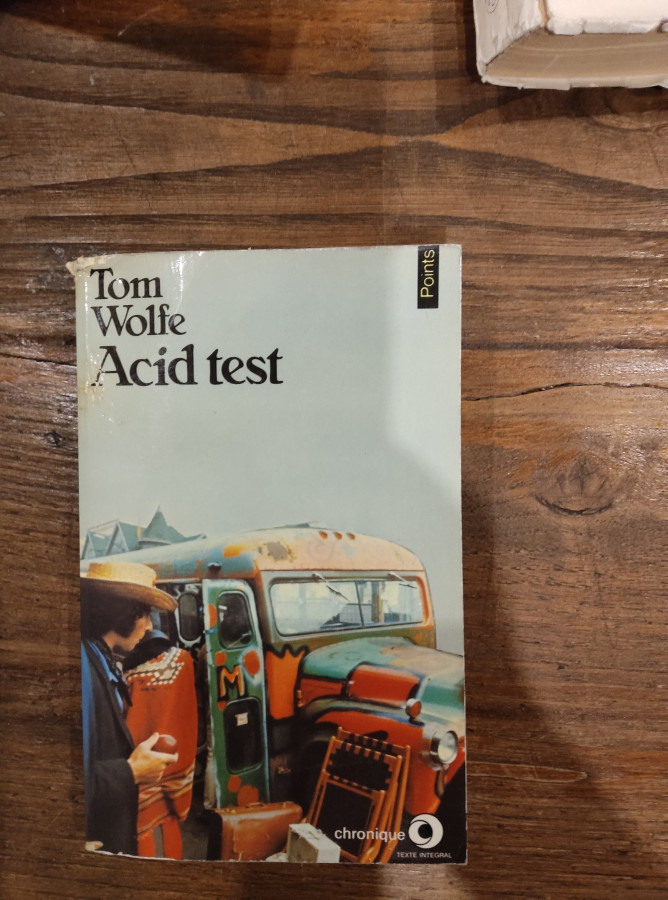 Tom
Wolfe
Acid test
Points
M
chronique
TEXTE INTEGRAL